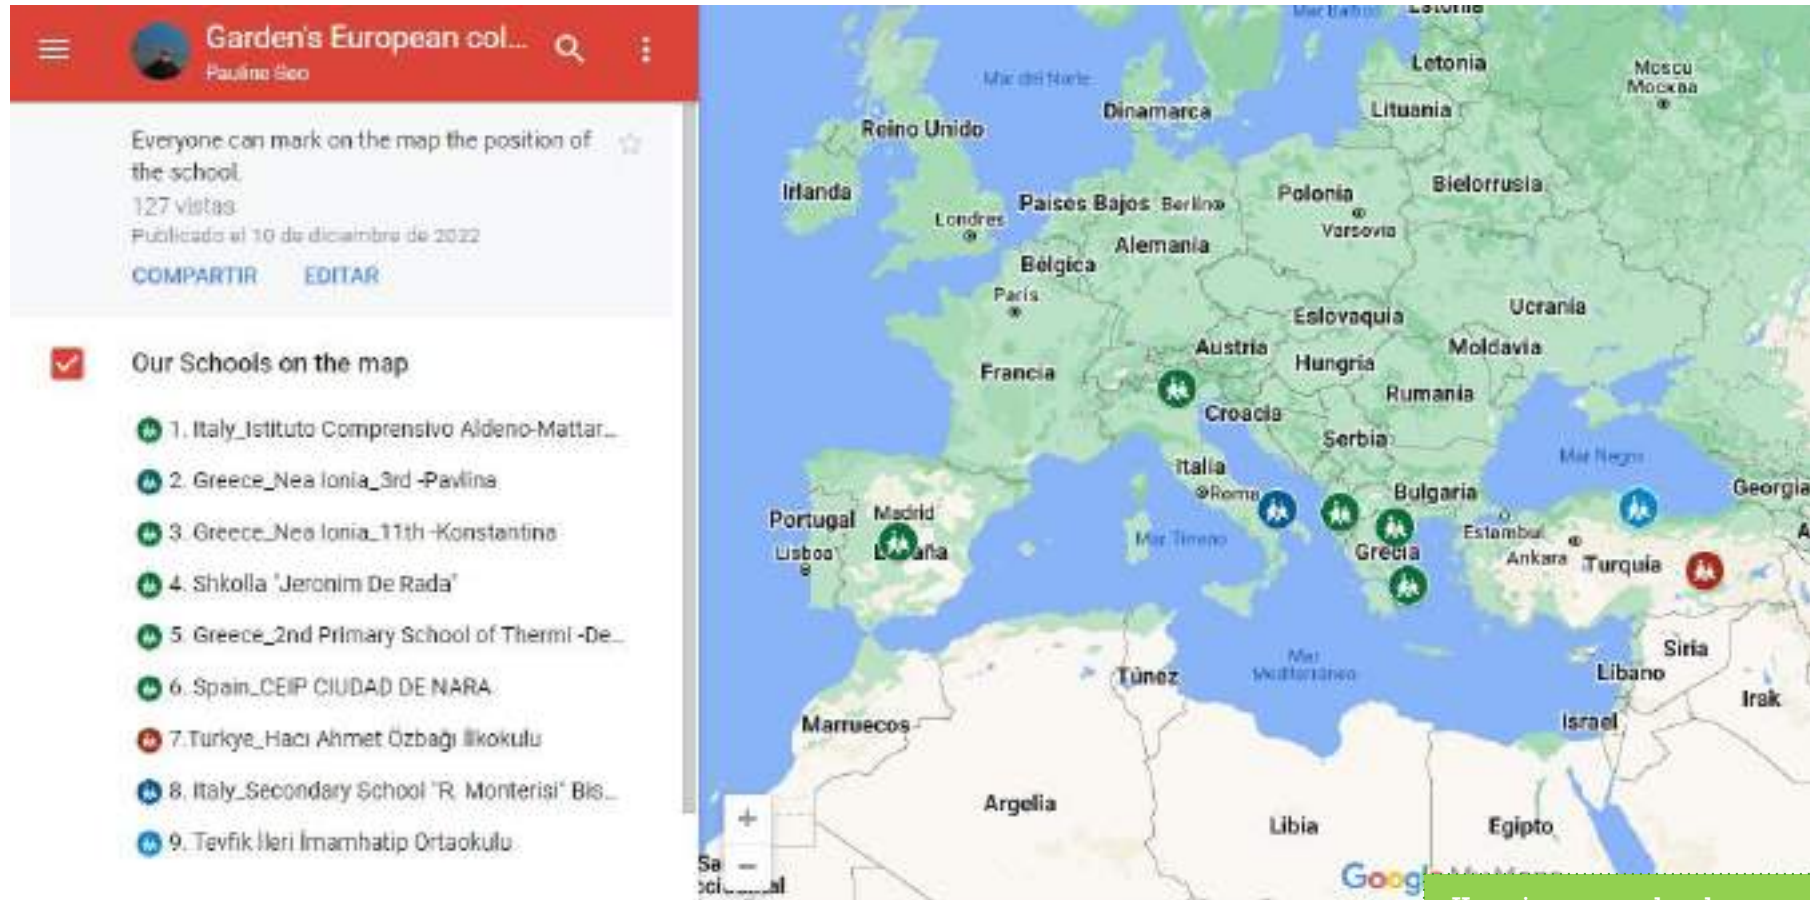 Garden's European col...
Pauline Geo
Everyone can mark on the map the position of
the school.
127 vistas
Publicado el 10 de diciembre de 2022
COMPARTIR EDITAR
Our Schools on the map
1. Italy_Istituto Comprensivo Aldeno-Mattar...
2. Greece_Nea Ionia_3rd -Pavlina
3. Greece_Nea Ionia_11th -Konstantina
4. Shkolla "Jeronim De Rada"
5. Greece_2nd Primary School of Thermi -De...
6. Spain_CEIP CIUDAD DE NARA
7.Turkye_Hacı Ahmet Özbağı İlkokulu
8. Italy_Secondary School "R. Monterisi" Bis...
9. Tevfik İleri İmamhatip Ortaokulu
Mar Báltico
Estonia
Letonia
Moscú
Москва
Mar del Norte
Dinamarca
Lituania
Reino Unido
Irlanda
Países Bajos
Berlín
Polonia
Bielorrusia
Londres
Varsovia
Alemania
Bélgica
París
Eslovaquia
Ucrania
Austria
Hungría
Moldavia
Francia
Rumanía
Croacia
Serbia
Italia
Mar Negro
Roma
Bulgaria
Georgia
Portugal
Madrid
Estambul
Lisboa
Mar Tirreno
Grecia
Ankara
Turquía
Túnez
Mar
Mediterráneo
Siria
Líbano
Irak
Marruecos
Israel
Argelia
Libia
Egipto
+
−
Google